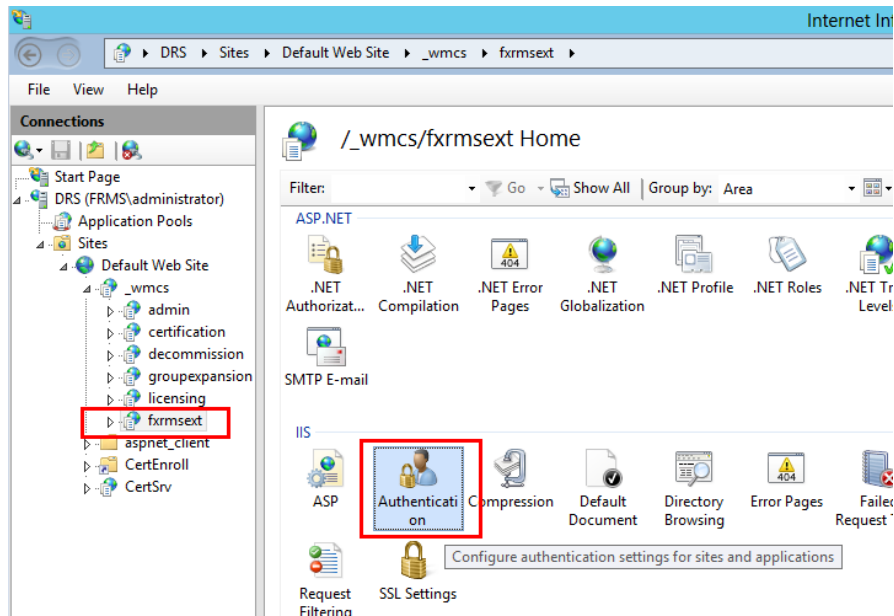 Internet Inf
DRS Sites Default Web Site _wmcs fxrmsext
File View Help
Connections
Start Page
DRS (FRMS\administrator)
Application Pools
Sites
Default Web Site
_wmcs
admin
certification
decommission
groupexpansion
licensing
fxrmsext
aspnet_client
CertEnroll
CertSrv
/_wmcs/fxrmsext Home
Filter: Go Show All Group by: Area
ASP.NET
.NET Authorizat...
.NET Compilation
404
.NET Error Pages
.NET Globalization
.NET Profile
.NET Roles
.NET Tr
Levels
SMTP E-mail
IIS
ASP
Authenticati
on
Compression
Default
Document
Directory
Browsing
404
Error Pages
Failed
Request T
Configure authentication settings for sites and applications
Request
Filtering
SSL Settings